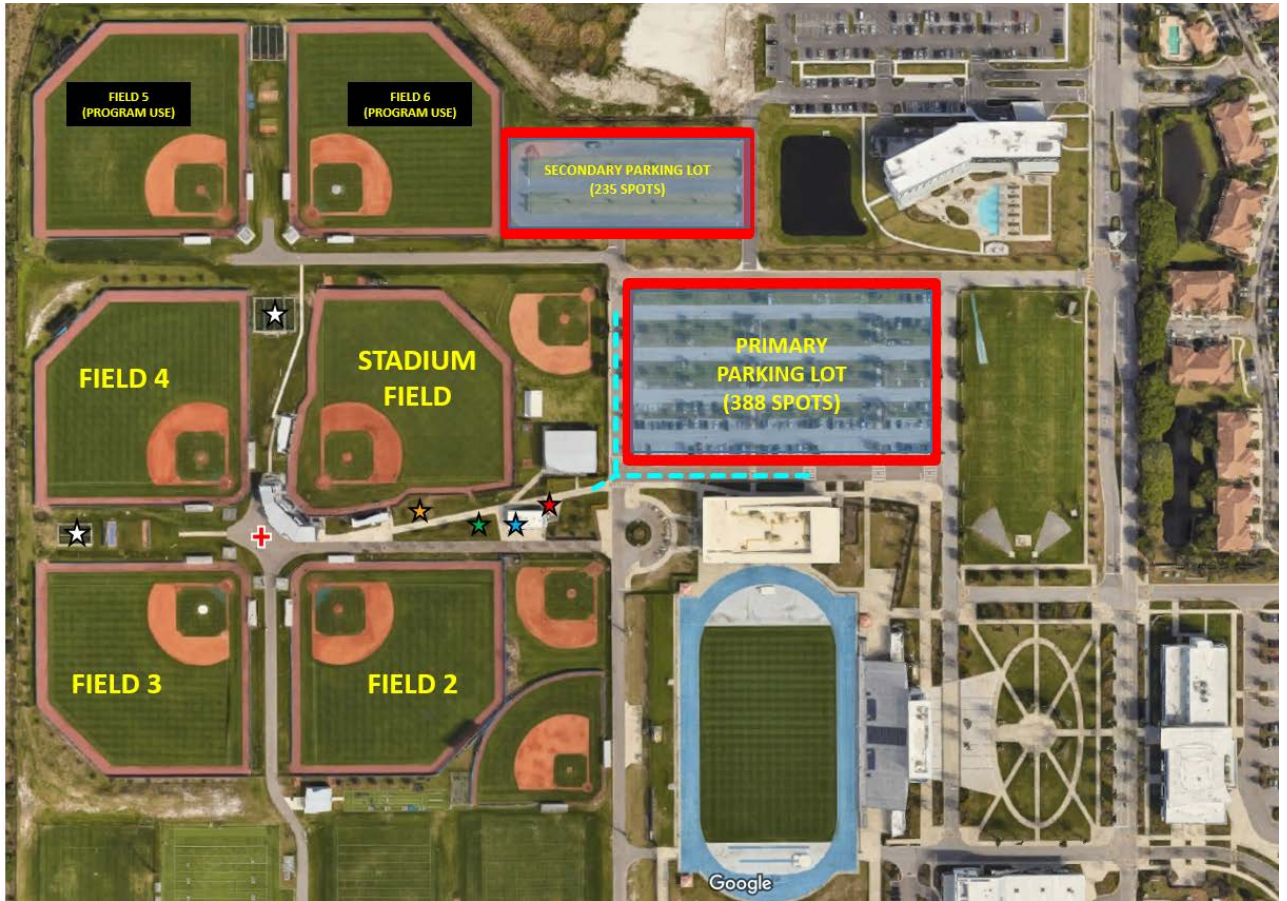 FIELD 5
(PROGRAM USE)
FIELD 6
(PROGRAM USE)
SECONDARY PARKING LOT
(235 SPOTS)
PRIMARY
PARKING LOT
(388 SPOTS)
STADIUM
FIELD
FIELD 4
FIELD 3
FIELD 2
Google